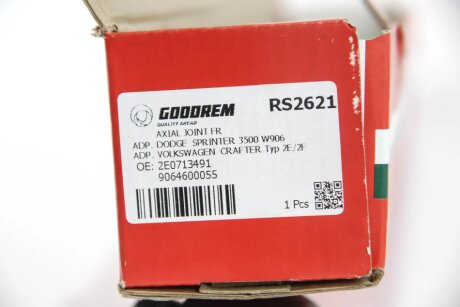 GOODREM
QUALITY AHEAD
RS2621
AXIAL JOINT FR
ADP. DODGE SPRINTER 3500 W906
ADP. VOLKSWAGEN CRAFTER Typ 2E/2F
OE: 2E0713491
9064600055
1 Pcs